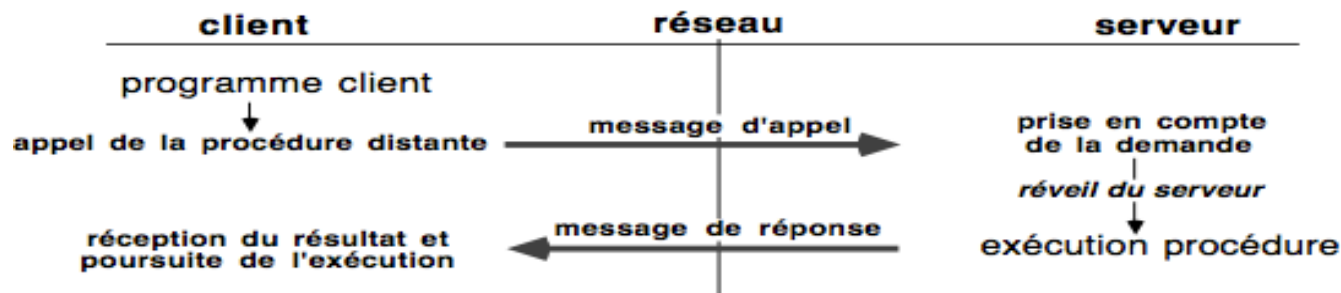 client
réseau
serveur
programme client
appel de la procédure distante
message d'appel
prise en compte
de la demande
réveil du serveur
exécution procédure
message de réponse
réception du résultat et
poursuite de l'exécution